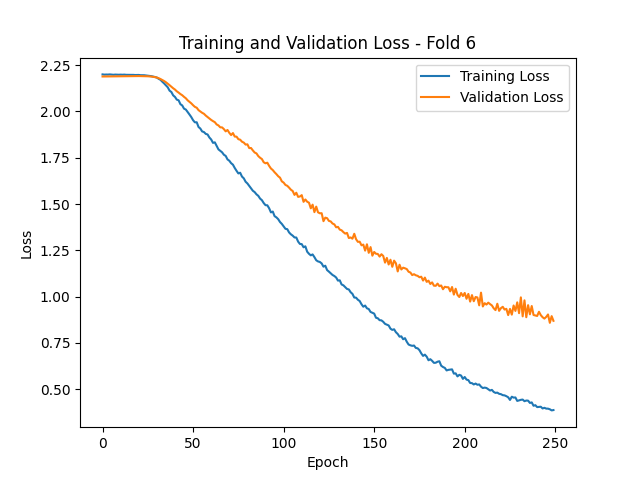 Training and Validation Loss - Fold 6
Training Loss
Validation Loss
Loss
2.25
2.00
1.75
1.50
1.25
1.00
0.75
0.50
0
50
100
150
200
250
Epoch